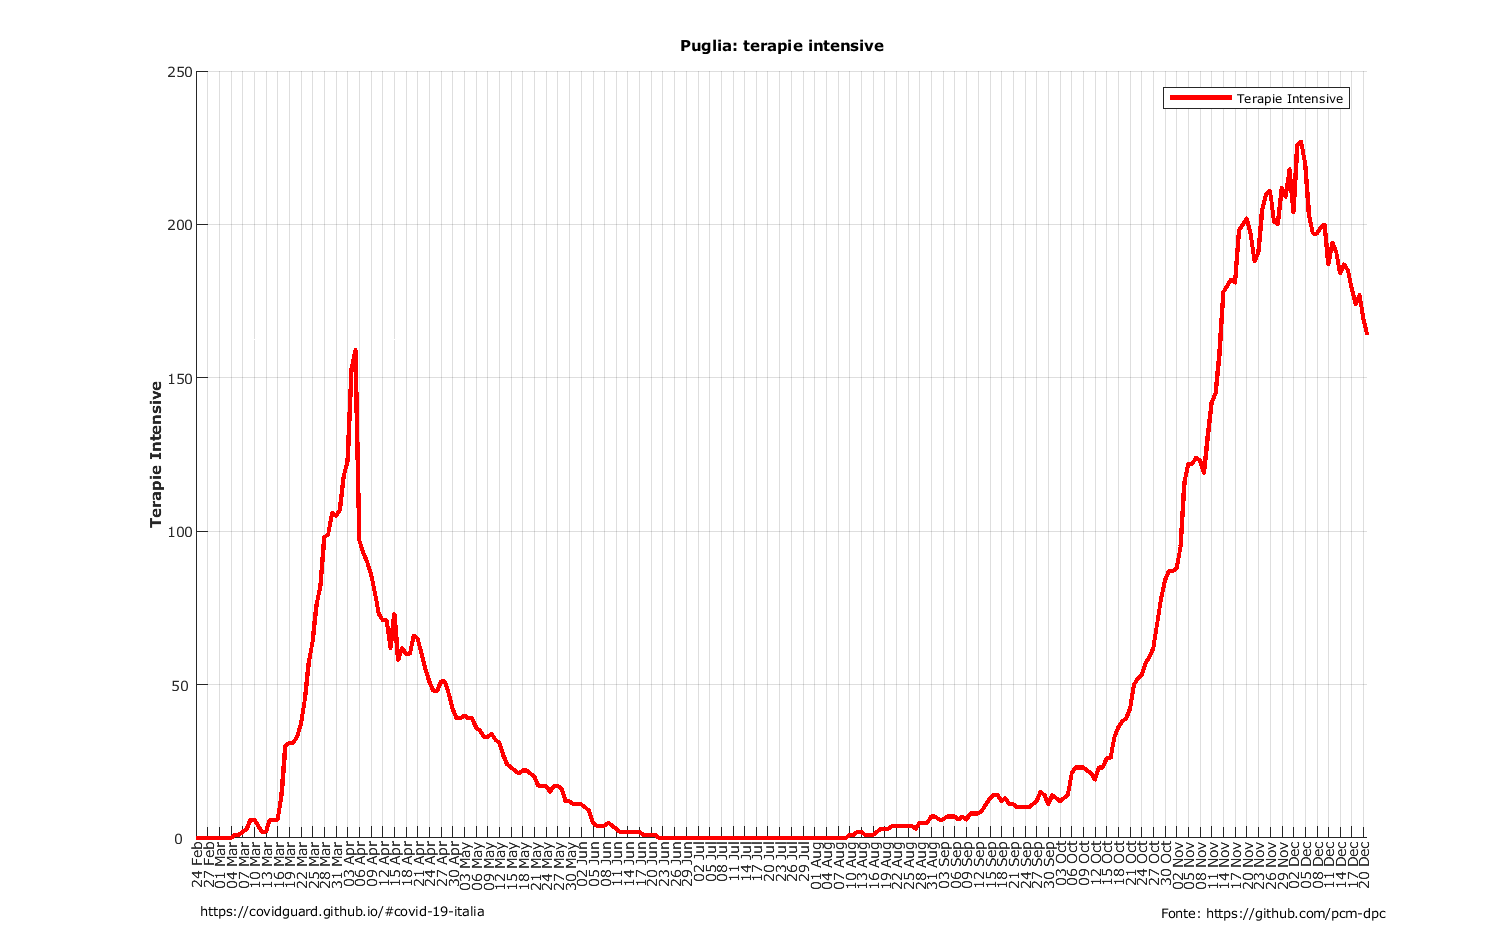 Puglia: terapie intensive
Terapie Intensive
250
200
150
100
50
0
Terapie Intensive
24 Feb
27 Feb
01 Mar
04 Mar
07 Mar
10 Mar
13 Mar
16 Mar
19 Mar
22 Mar
25 Mar
28 Mar
31 Mar
03 Apr
06 Apr
09 Apr
12 Apr
15 Apr
18 Apr
21 Apr
24 Apr
27 Apr
30 Apr
03 May
06 May
09 May
12 May
15 May
18 May
21 May
24 May
27 May
30 May
02 Jun
05 Jun
08 Jun
11 Jun
14 Jun
17 Jun
20 Jun
23 Jun
26 Jun
29 Jun
02 Jul
05 Jul
08 Jul
11 Jul
14 Jul
17 Jul
20 Jul
23 Jul
26 Jul
29 Jul
01 Aug
04 Aug
07 Aug
10 Aug
13 Aug
16 Aug
19 Aug
22 Aug
25 Aug
28 Aug
31 Aug
03 Sep
06 Sep
09 Sep
12 Sep
15 Sep
18 Sep
21 Sep
24 Sep
27 Sep
30 Sep
03 Oct
06 Oct
09 Oct
12 Oct
15 Oct
18 Oct
21 Oct
24 Oct
27 Oct
30 Oct
02 Nov
05 Nov
08 Nov
11 Nov
14 Nov
17 Nov
20 Nov
23 Nov
26 Nov
29 Nov
02 Dec
05 Dec
08 Dec
11 Dec
14 Dec
17 Dec
20 Dec
https://covidguard.github.io/#covid-19-italia
Fonte: https://github.com/pcm-dpc